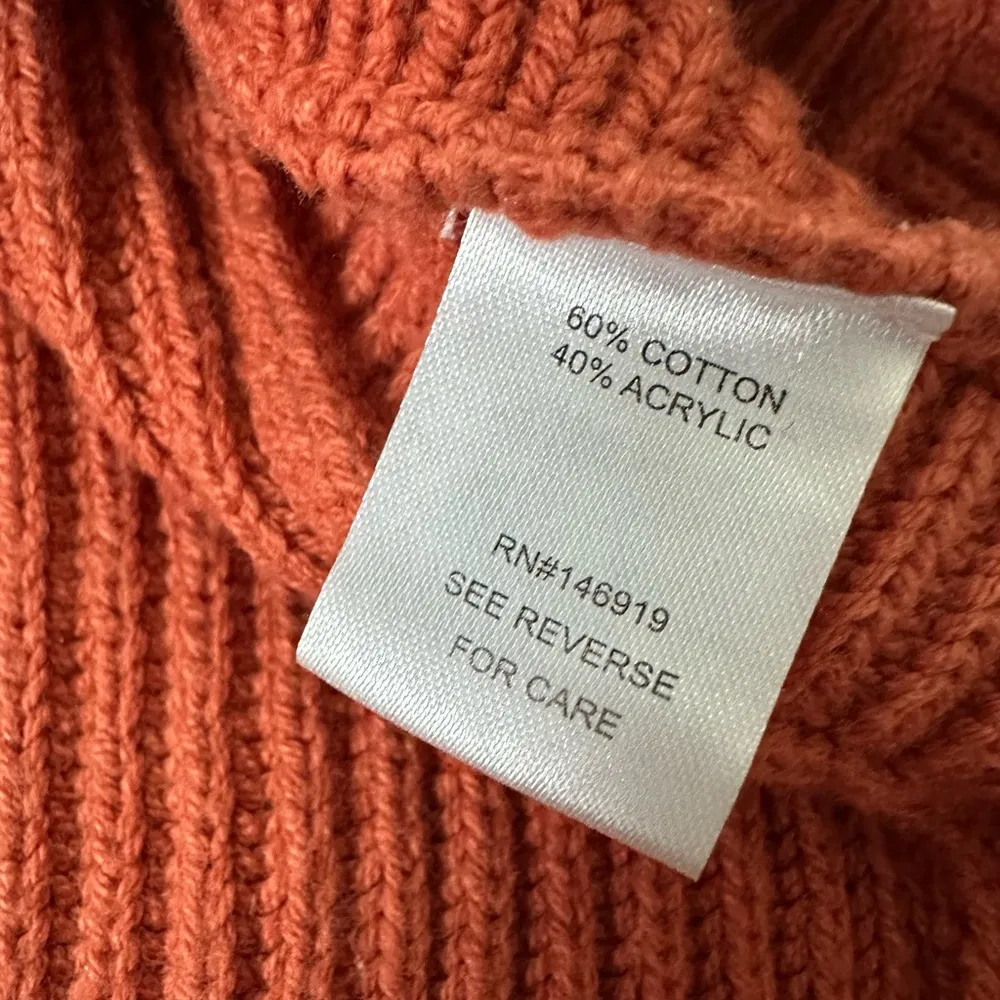 60% COTTON
40% ACRYLIC
RN#146919
SEE REVERSE
FOR CARE